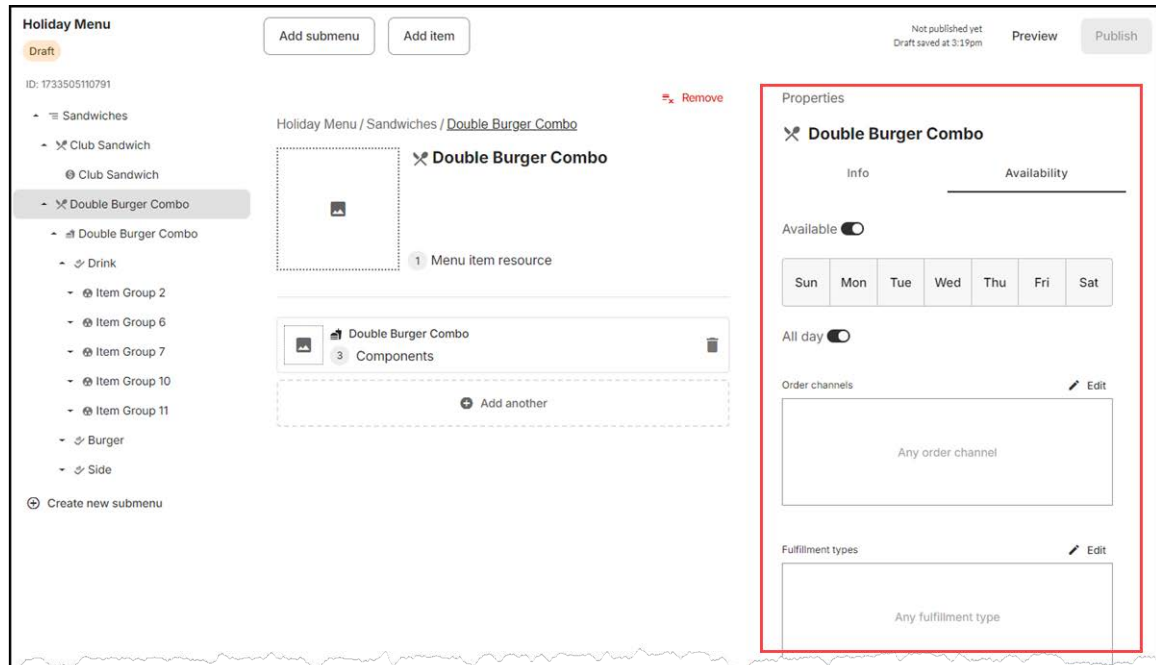 Holiday Menu
Draft
Add submenu
Add item
Not published yet
Draft saved at 3:19pm
Preview
Publish
ID: 1733505110791
Sandwiches
Club Sandwich
Club Sandwich
Double Burger Combo
Double Burger Combo
Drink
Item Group 2
Item Group 6
Item Group 7
Item Group 10
Item Group 11
Burger
Side
Create new submenu
Remove
Holiday Menu / Sandwiches / Double Burger Combo
Double Burger Combo
1 Menu item resource
Double Burger Combo
3 Components
Add another
Properties
Double Burger Combo
Info Availability
Available
Sun Mon Tue Wed Thu Fri Sat
All day
Order channels Edit
Any order channel
Fulfillment types Edit
Any fulfillment type